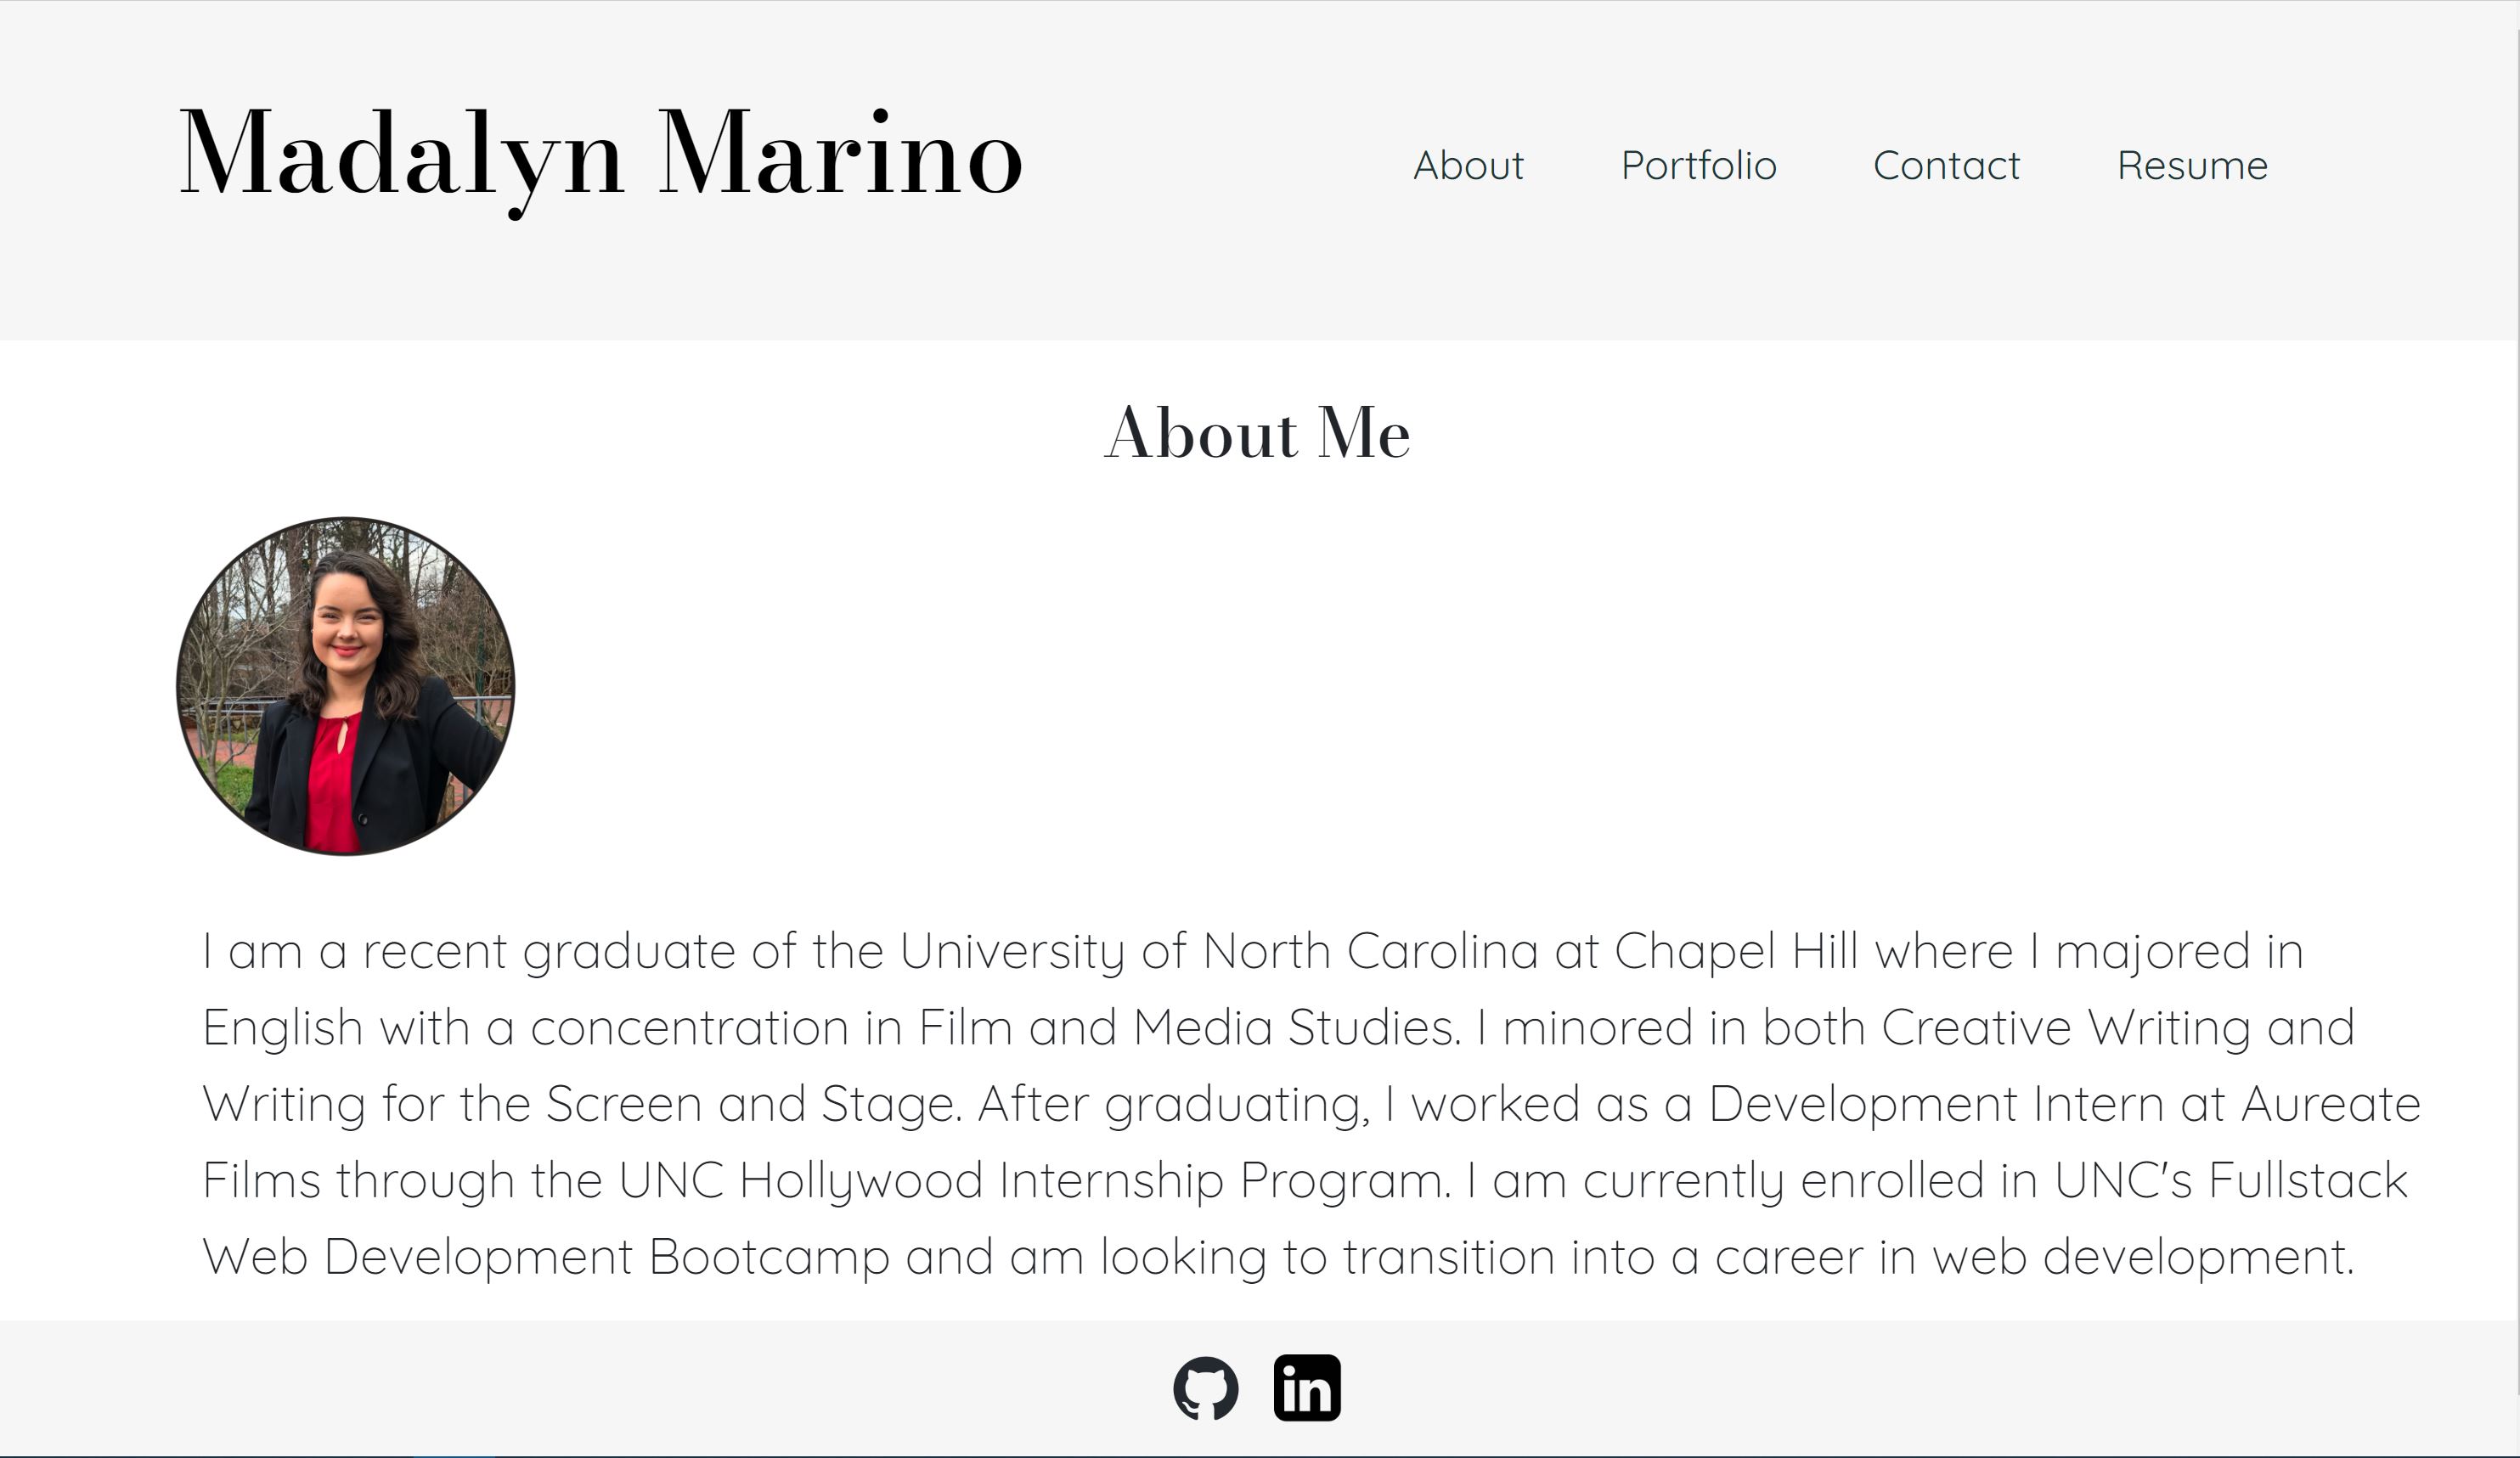 Madalyn Marino
About Portfolio Contact Resume
About Me
I am a recent graduate of the University of North Carolina at Chapel Hill where I majored in
English with a concentration in Film and Media Studies. I minored in both Creative Writing and
Writing for the Screen and Stage. After graduating, I worked as a Development Intern at Aureate
Films through the UNC Hollywood Internship Program. I am currently enrolled in UNC's Fullstack
Web Development Bootcamp and am looking to transition into a career in web development.
in